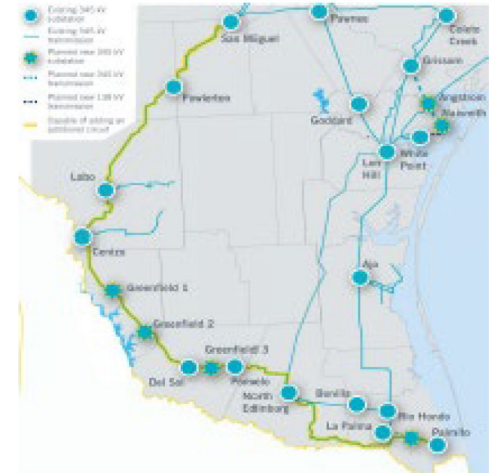 Existing 345 kV
substation
Existing 345 kV
transmission
Planned new 345 kV
substation
Planned new 345 kV
transmission
Planned new 138 kV
transmission
Capable of adding an
additional circuit
San Miguel
Pawnee
Coleto
Creek
Grissom
Fowlerton
Angstrom
Naismith
Goddard
Lon
Hill
White
Point
Lobo
Cenizo
Ajo
Greenfield 1
Greenfield 2
Greenfield 3
Del Sol
Pomelo
North
Edinburg
Bonilla
Rio Hondo
La Palma
Palmito